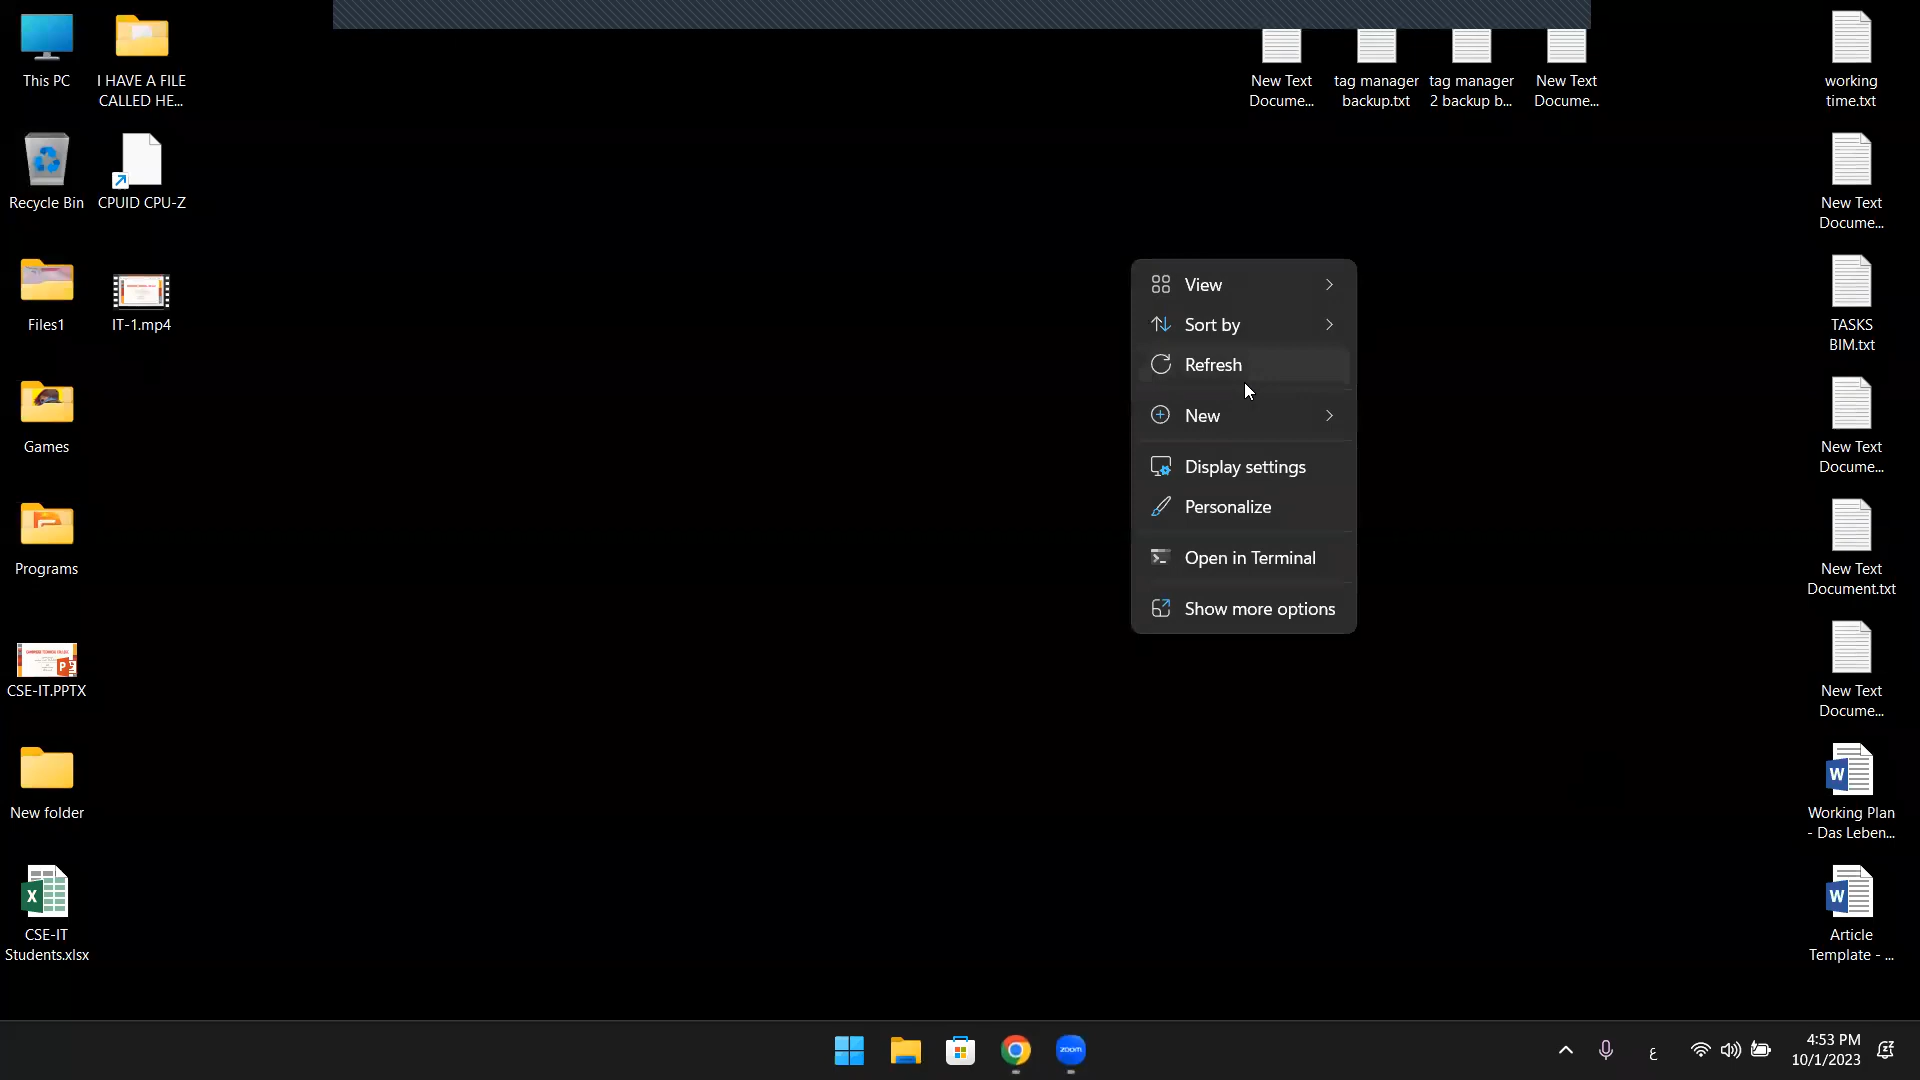 This PC
I HAVE A FILE
CALLED HE...
New Text
Docume...
tag manager
backup.txt
tag manager
2 backup b...
New Text
Docume...
working
time.txt
Recycle Bin
CPUID CPU-Z
New Text
Docume...
Files1
IT-1.mp4
TASKS
BIM.txt
View
Sort by
Refresh
New
Display settings
Personalize
Open in Terminal
Show more options
Games
New Text
Docume...
Programs
New Text
Document.txt
CSE-IT.PPTX
New Text
Docume...
New folder
Working Plan
- Das Leben...
CSE-IT
Students.xlsx
Article
Template - ...
zoom
ع
4:53 PM
10/1/2023